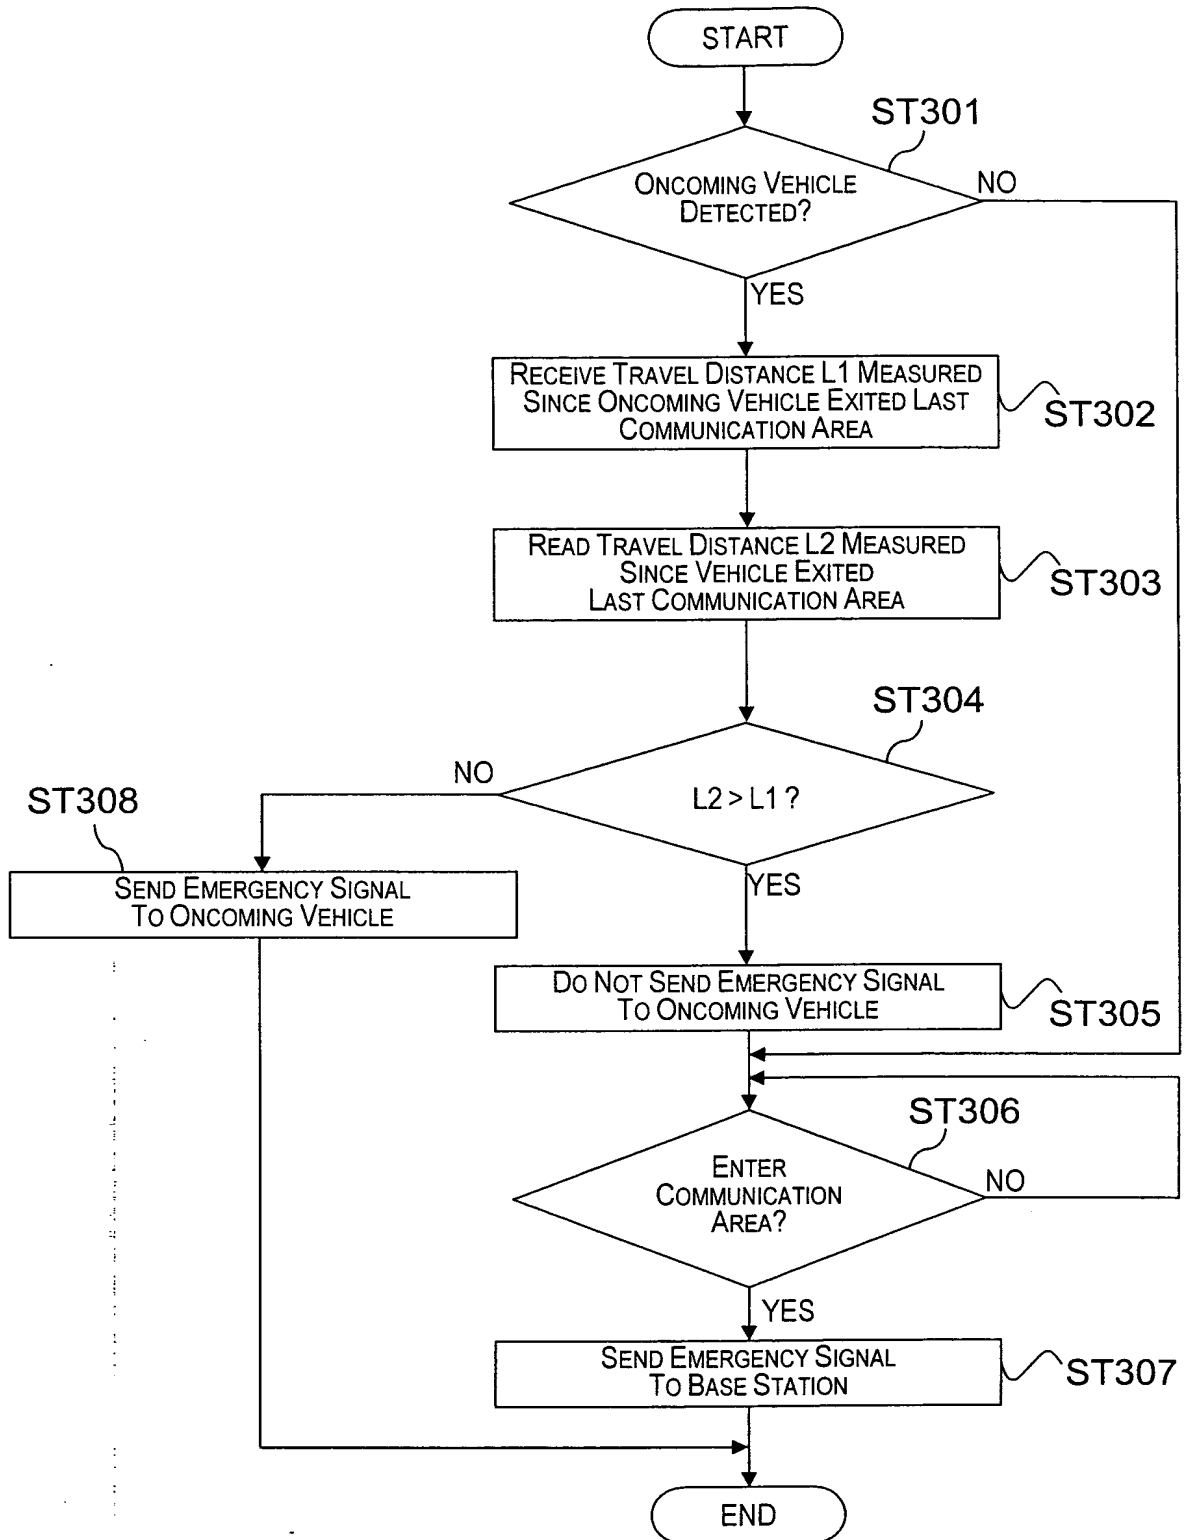 START
ST301
ONCOMING VEHICLE
DETECTED?
NO
YES
RECEIVE TRAVEL DISTANCE L1 MEASURED
SINCE ONCOMING VEHICLE EXITED LAST
COMMUNICATION AREA
ST302
READ TRAVEL DISTANCE L2 MEASURED
SINCE VEHICLE EXITED
LAST COMMUNICATION AREA
ST303
ST304
L2 > L1 ?
NO
ST308
YES
SEND EMERGENCY SIGNAL
TO ONCOMING VEHICLE
DO NOT SEND EMERGENCY SIGNAL
TO ONCOMING VEHICLE
ST305
ST306
ENTER
COMMUNICATION
AREA?
NO
YES
SEND EMERGENCY SIGNAL
TO BASE STATION
ST307
END